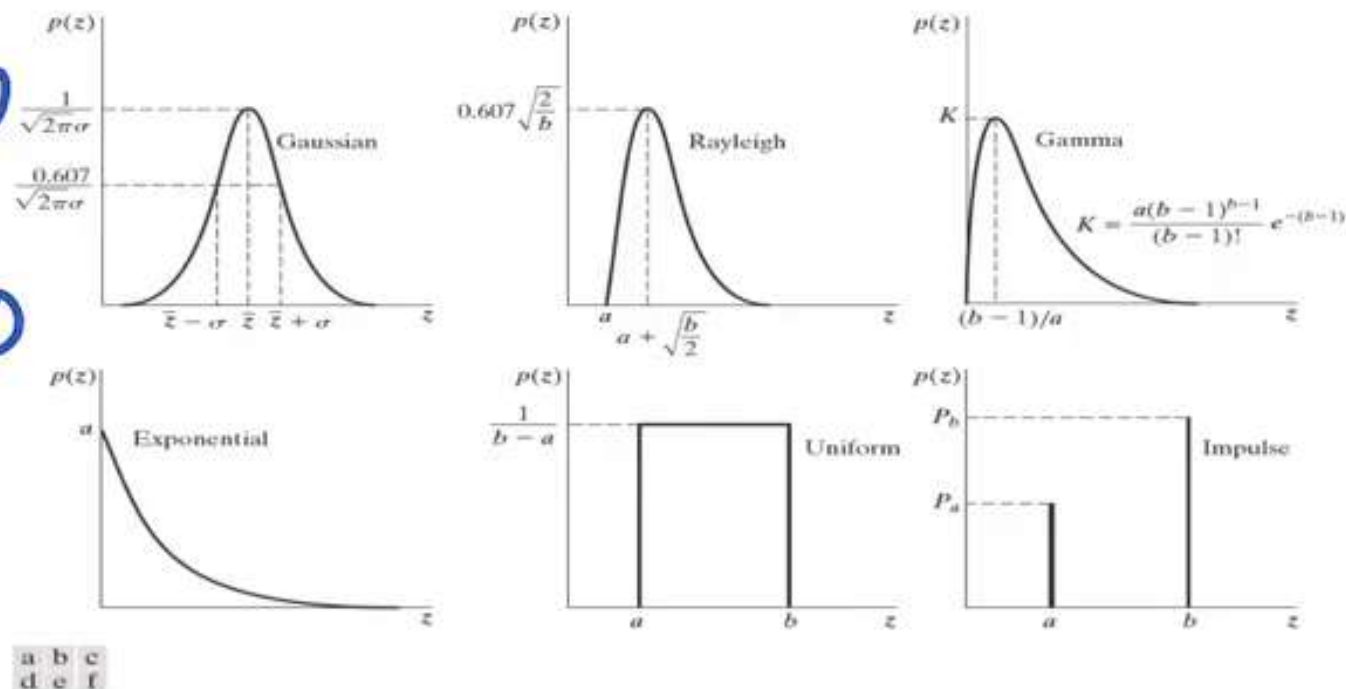 p(z)
1/√2πσ
Gaussian
0.607/√2πσ
z̄ − σ z̄ z̄ + σ z
p(z)
0.607 √2/b
Rayleigh
a z
a + √b/2
p(z)
K
Gamma
K = a(b − 1)^{b−1}/(b − 1)! e^{−(b−1)}
(b − 1)/a z
p(z)
a
Exponential
z
p(z)
1/b − a
Uniform
a b z
p(z)
P_b
Impulse
P_a
a b z
a b c
d e f